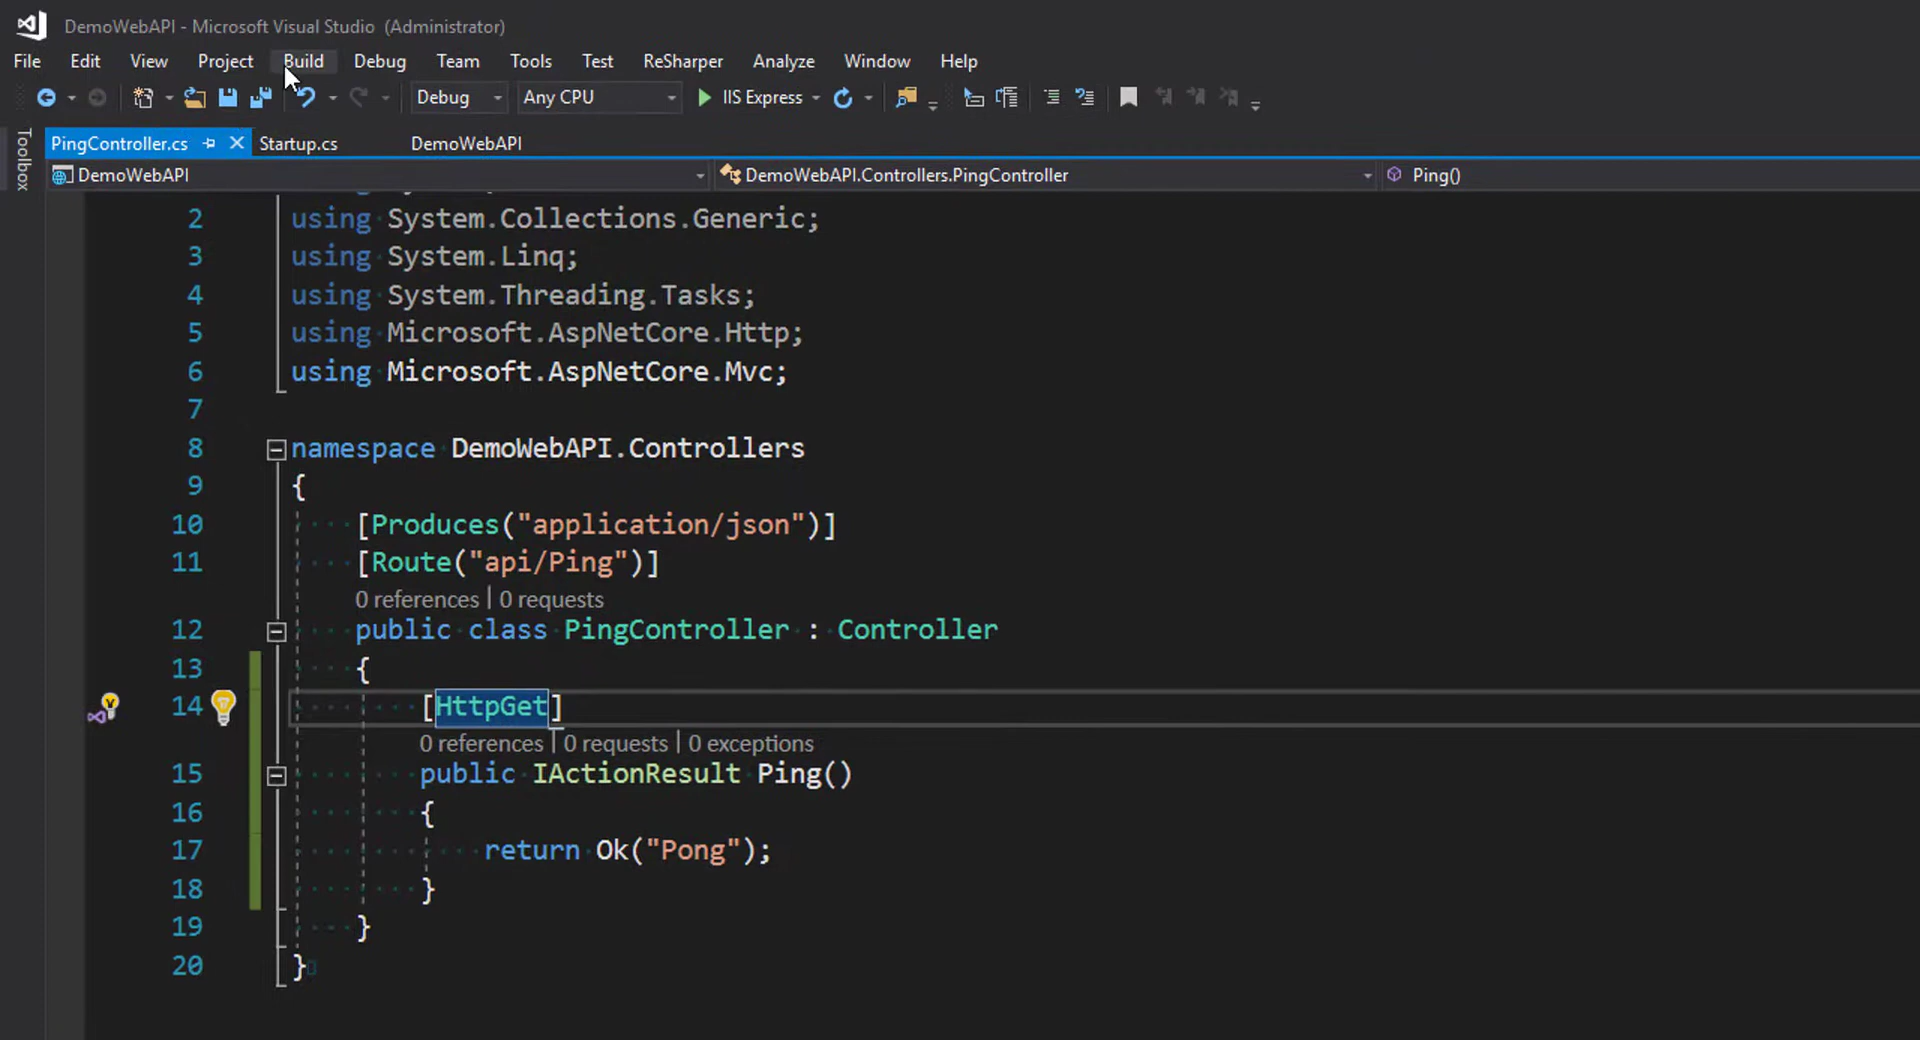 DemoWebAPI - Microsoft Visual Studio (Administrator)
File Edit View Project Build Debug Team Tools Test ReSharper Analyze Window Help
Debug Any CPU IIS Express
Toolbox
PingController.cs Startup.cs DemoWebAPI
DemoWebAPI DemoWebAPI.Controllers.PingController Ping()
2 using System.Collections.Generic;
3 using System.Linq;
4 using System.Threading.Tasks;
5 using Microsoft.AspNetCore.Http;
6 using Microsoft.AspNetCore.Mvc;
7
8 namespace DemoWebAPI.Controllers
9 {
10 [Produces("application/json")]
11 [Route("api/Ping")]
0 references | 0 requests
12 public class PingController : Controller
13 {
14 [HttpGet]
0 references | 0 requests | 0 exceptions
15 public IActionResult Ping()
16 {
17 return Ok("Pong");
18 }
19 }
20 }